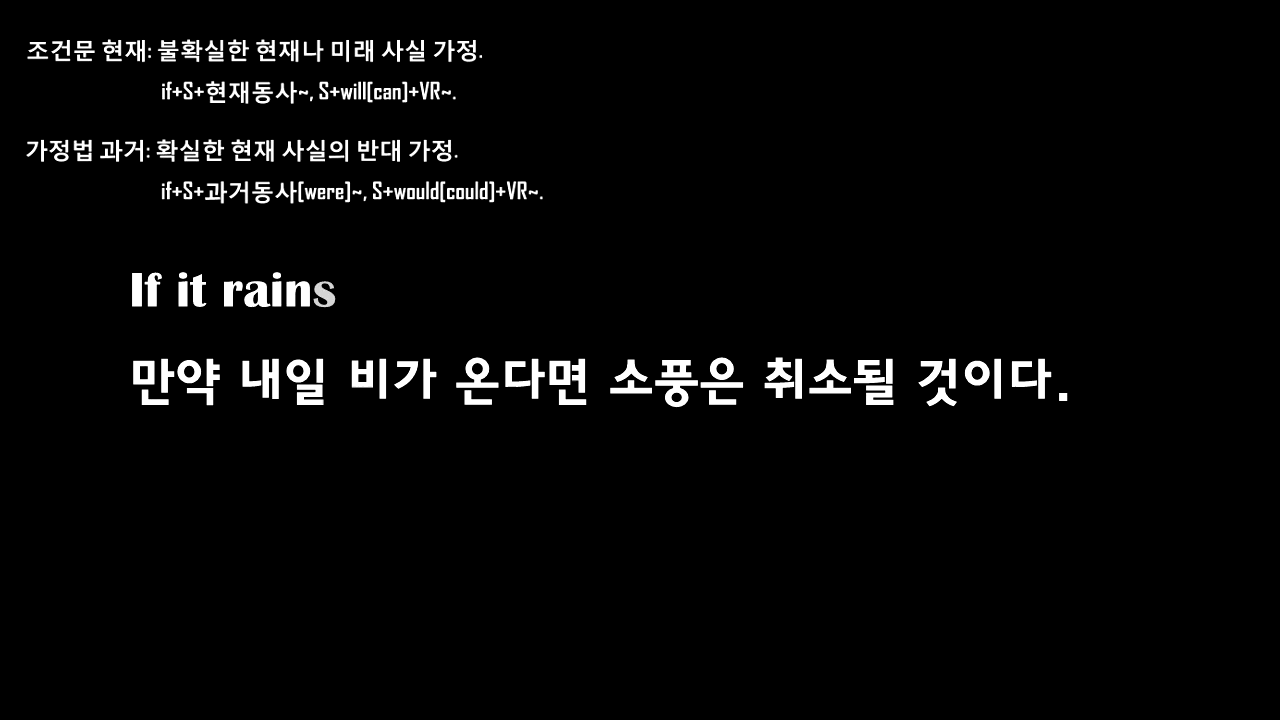 조건문 현재: 불확실한 현재나 미래 사실 가정.
if+S+현재동사~, S+will[can]+VR~.
가정법 과거: 확실한 현재 사실의 반대 가정.
if+S+과거동사[were]~, S+would[could]+VR~.
If it rains
만약 내일 비가 온다면 소풍은 취소될 것이다.